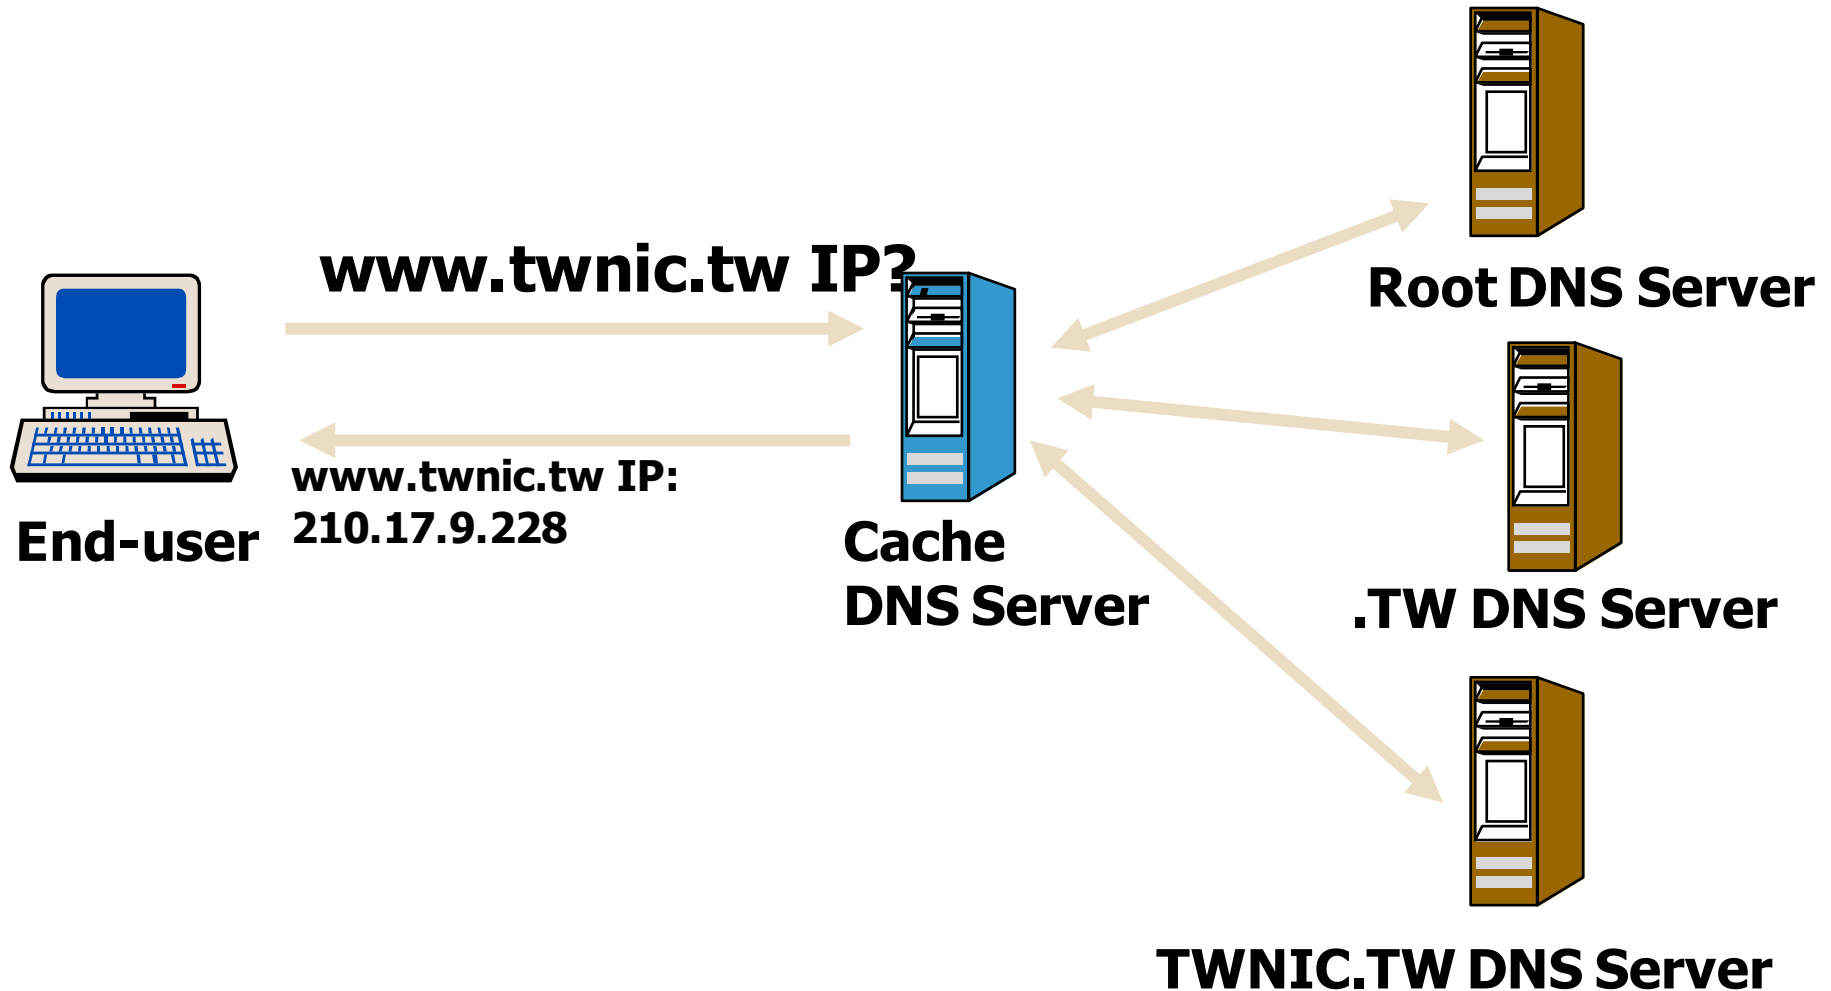 www.twnic.tw IP?
Root DNS Server
www.twnic.tw IP:
210.17.9.228
End-user
Cache
DNS Server
.TW DNS Server
TWNIC.TW DNS Server